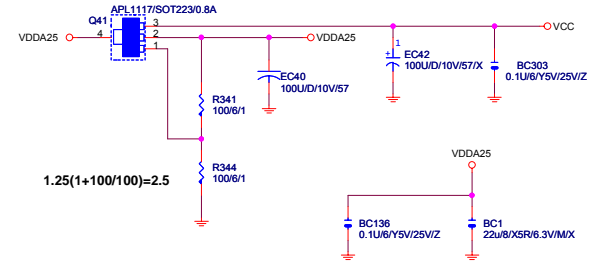 APL1117/SOT223/0.8A
Q41
VDDA25
4
3
2
1
VDDA25
VCC
1
+
EC42
100U/D/10V/57/X
BC303
0.1U/6/Y5V/25V/Z
EC40
100U/D/10V/57
R341
100/6/1
R344
100/6/1
1.25(1+100/100)=2.5
VDDA25
BC136
0.1U/6/Y5V/25V/Z
BC1
22u/8/X5R/6.3V/M/X